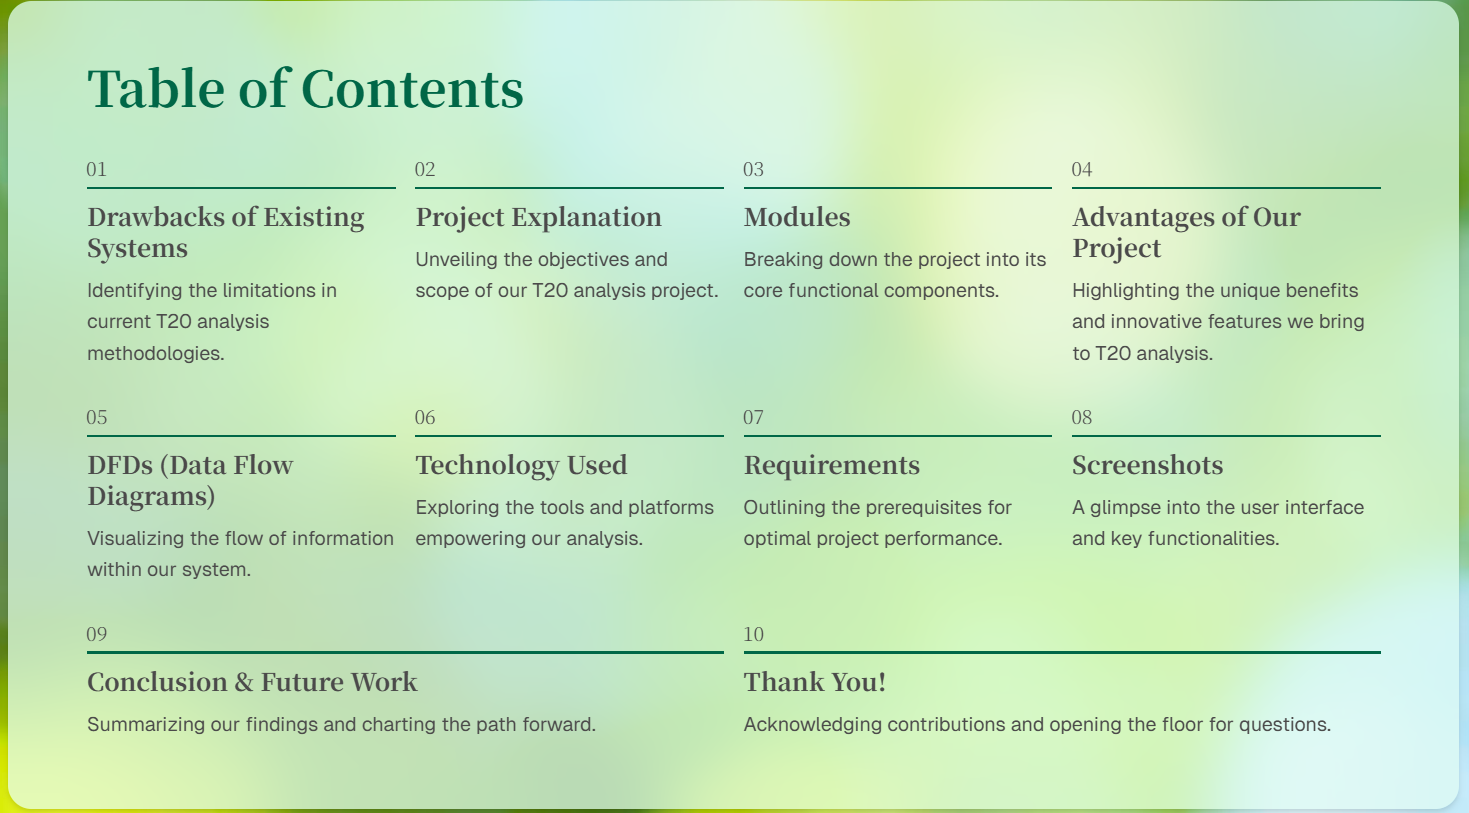 Table of Contents
01
Drawbacks of Existing
Systems
Identifying the limitations in
current T20 analysis
methodologies.
02
Project Explanation
Unveiling the objectives and
scope of our T20 analysis project.
03
Modules
Breaking down the project into its
core functional components.
04
Advantages of Our
Project
Highlighting the unique benefits
and innovative features we bring
to T20 analysis.
05
DFDs (Data Flow
Diagrams)
Visualizing the flow of information
within our system.
06
Technology Used
Exploring the tools and platforms
empowering our analysis.
07
Requirements
Outlining the prerequisites for
optimal project performance.
08
Screenshots
A glimpse into the user interface
and key functionalities.
09
Conclusion & Future Work
Summarizing our findings and charting the path forward.
10
Thank You!
Acknowledging contributions and opening the floor for questions.